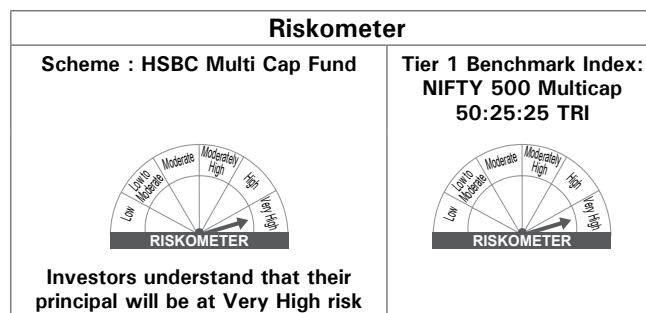 Riskometer
Scheme : HSBC Multi Cap Fund
Low
Low to
Moderate
Moderate
Moderately
High
High
Very High
RISKOMETER
Investors understand that their
principal will be at Very High risk
Tier 1 Benchmark Index:
NIFTY 500 Multicap
50:25:25 TRI
Low
Low to
Moderate
Moderate
Moderately
High
High
Very High
RISKOMETER